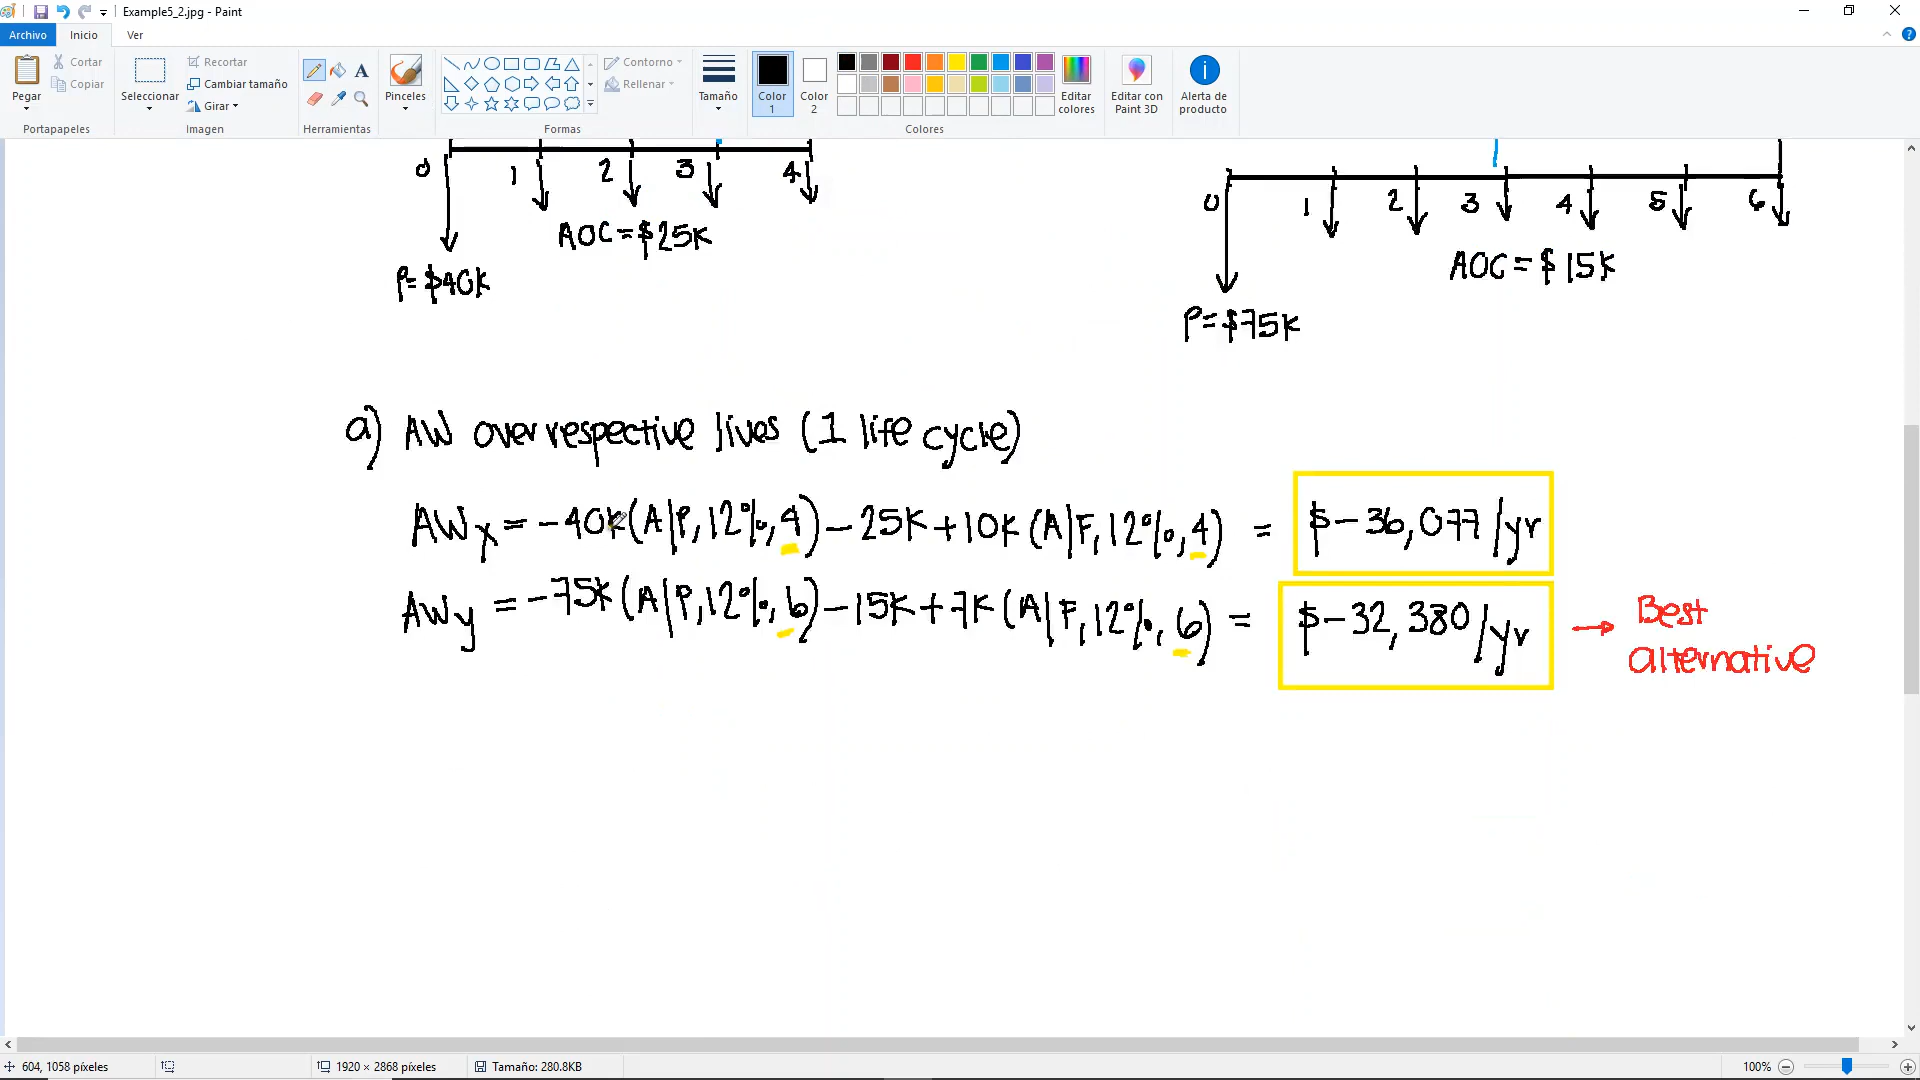 Example5_2.jpg - Paint
Archivo Inicio Ver
Pegar
Cortar
Copiar
Portapapeles
Seleccionar
Recortar
Cambiar tamaño
Girar
Imagen
A
Herramientas
Pinceles
Contorno
Rellenar
Formas
Tamaño
Color 1
Color 2
Editar colores
Colores
Editar con Paint 3D
Alerta de producto
0 1 2 3 4
AOC = $25K
P= $40K
0 1 2 3 4 5 6
AOC = $15K
P= $75K
a) AW over respective lives (1 life cycle)
AWx = -40K(A|P,12%,4) - 25K + 10K (A|F,12%,4) = $-36,077/yr
AWy = -75K(A|P,12%,6) - 15K + 7K (A|F,12%,6) = $-32,380/yr → Best
alternative
604, 1058 píxeles 1920 × 2868 píxeles Tamaño: 280.8KB 100%